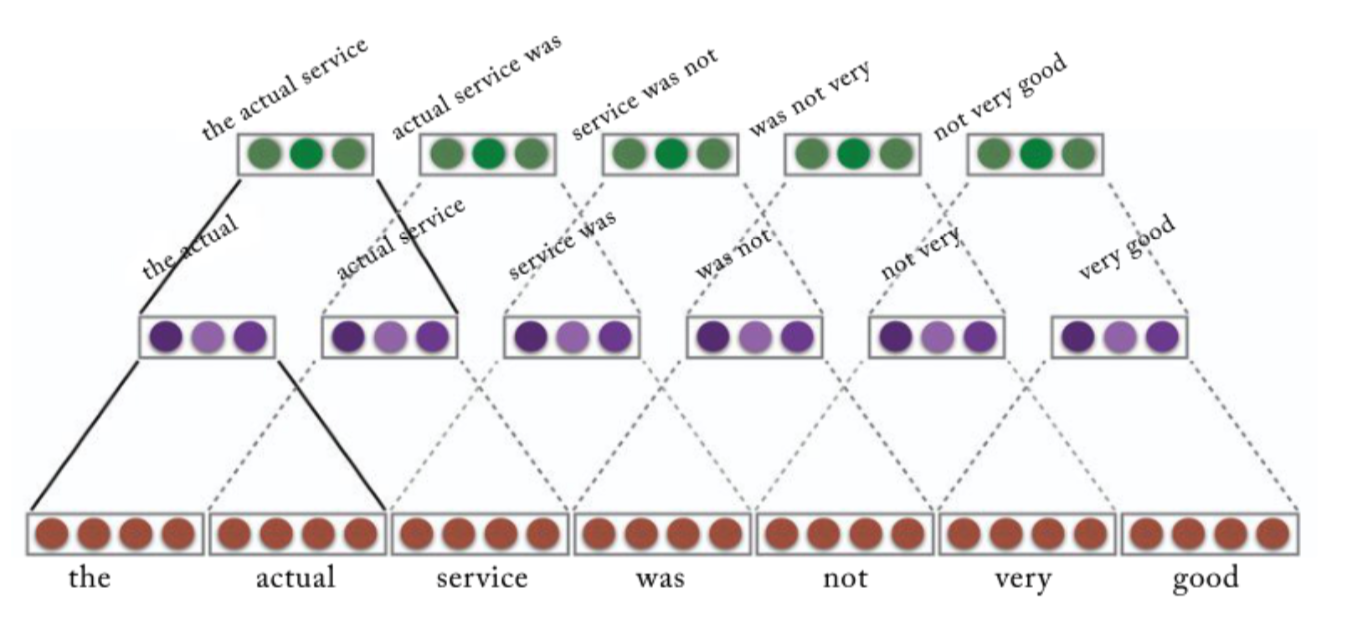 the actual service
actual service was
service was not
was not very
not very good
the actual
actual service
service was
was not
not very
very good
the
actual
service
was
not
very
good